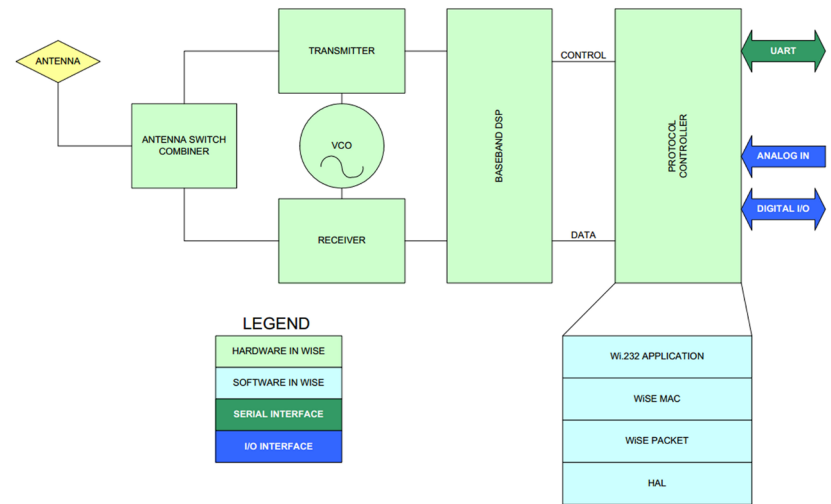 ANTENNA
ANTENNA SWITCH
COMBINER
TRANSMITTER
VCO
RECEIVER
BASEBAND DSP
CONTROL
DATA
PROTOCOL
CONTROLLER
UART
ANALOG IN
DIGITAL I/O
LEGEND
HARDWARE IN WISE
SOFTWARE IN WISE
SERIAL INTERFACE
I/O INTERFACE
Wi.232 APPLICATION
WiSE MAC
WiSE PACKET
HAL